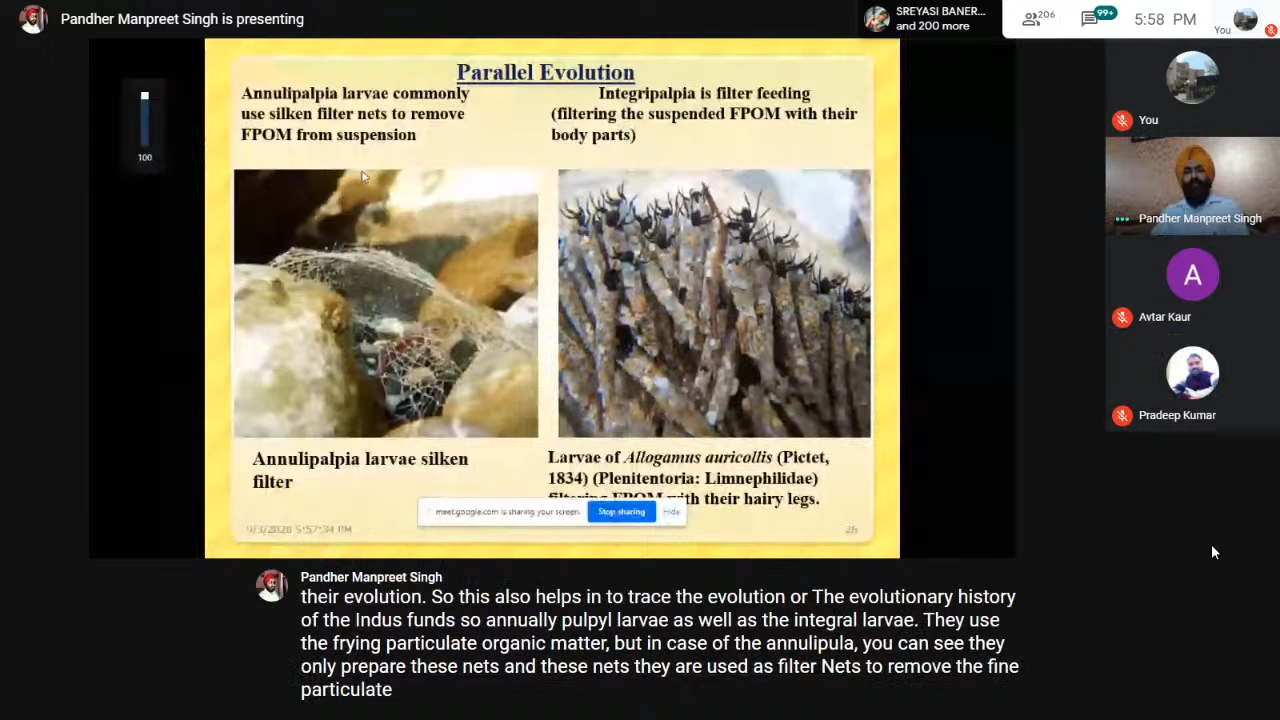 Pandher Manpreet Singh is presenting
SREYASI BANER...
and 200 more
206
99+
5:58 PM
You
Parallel Evolution
Annulipalpia larvae commonly
use silken filter nets to remove
FPOM from suspension
Integripalpia is filter feeding
(filtering the suspended FPOM with their
body parts)
100
Annulipalpia larvae silken
filter
Larvae of Allogamus auricollis (Pictet,
1834) (Plenitentoria: Limnephilidae)
filtering FPOM with their hairy legs.
meet.google.com is sharing your screen.
Stop sharing
Hide
9/3/2020 5:57:34 PM
26
You
Pandher Manpreet Singh
A
Avtar Kaur
Pradeep Kumar
Pandher Manpreet Singh
their evolution. So this also helps in to trace the evolution or The evolutionary history
of the Indus funds so annually pulpyl larvae as well as the integral larvae. They use
the frying particulate organic matter, but in case of the annulipula, you can see they
only prepare these nets and these nets they are used as filter Nets to remove the fine
particulate